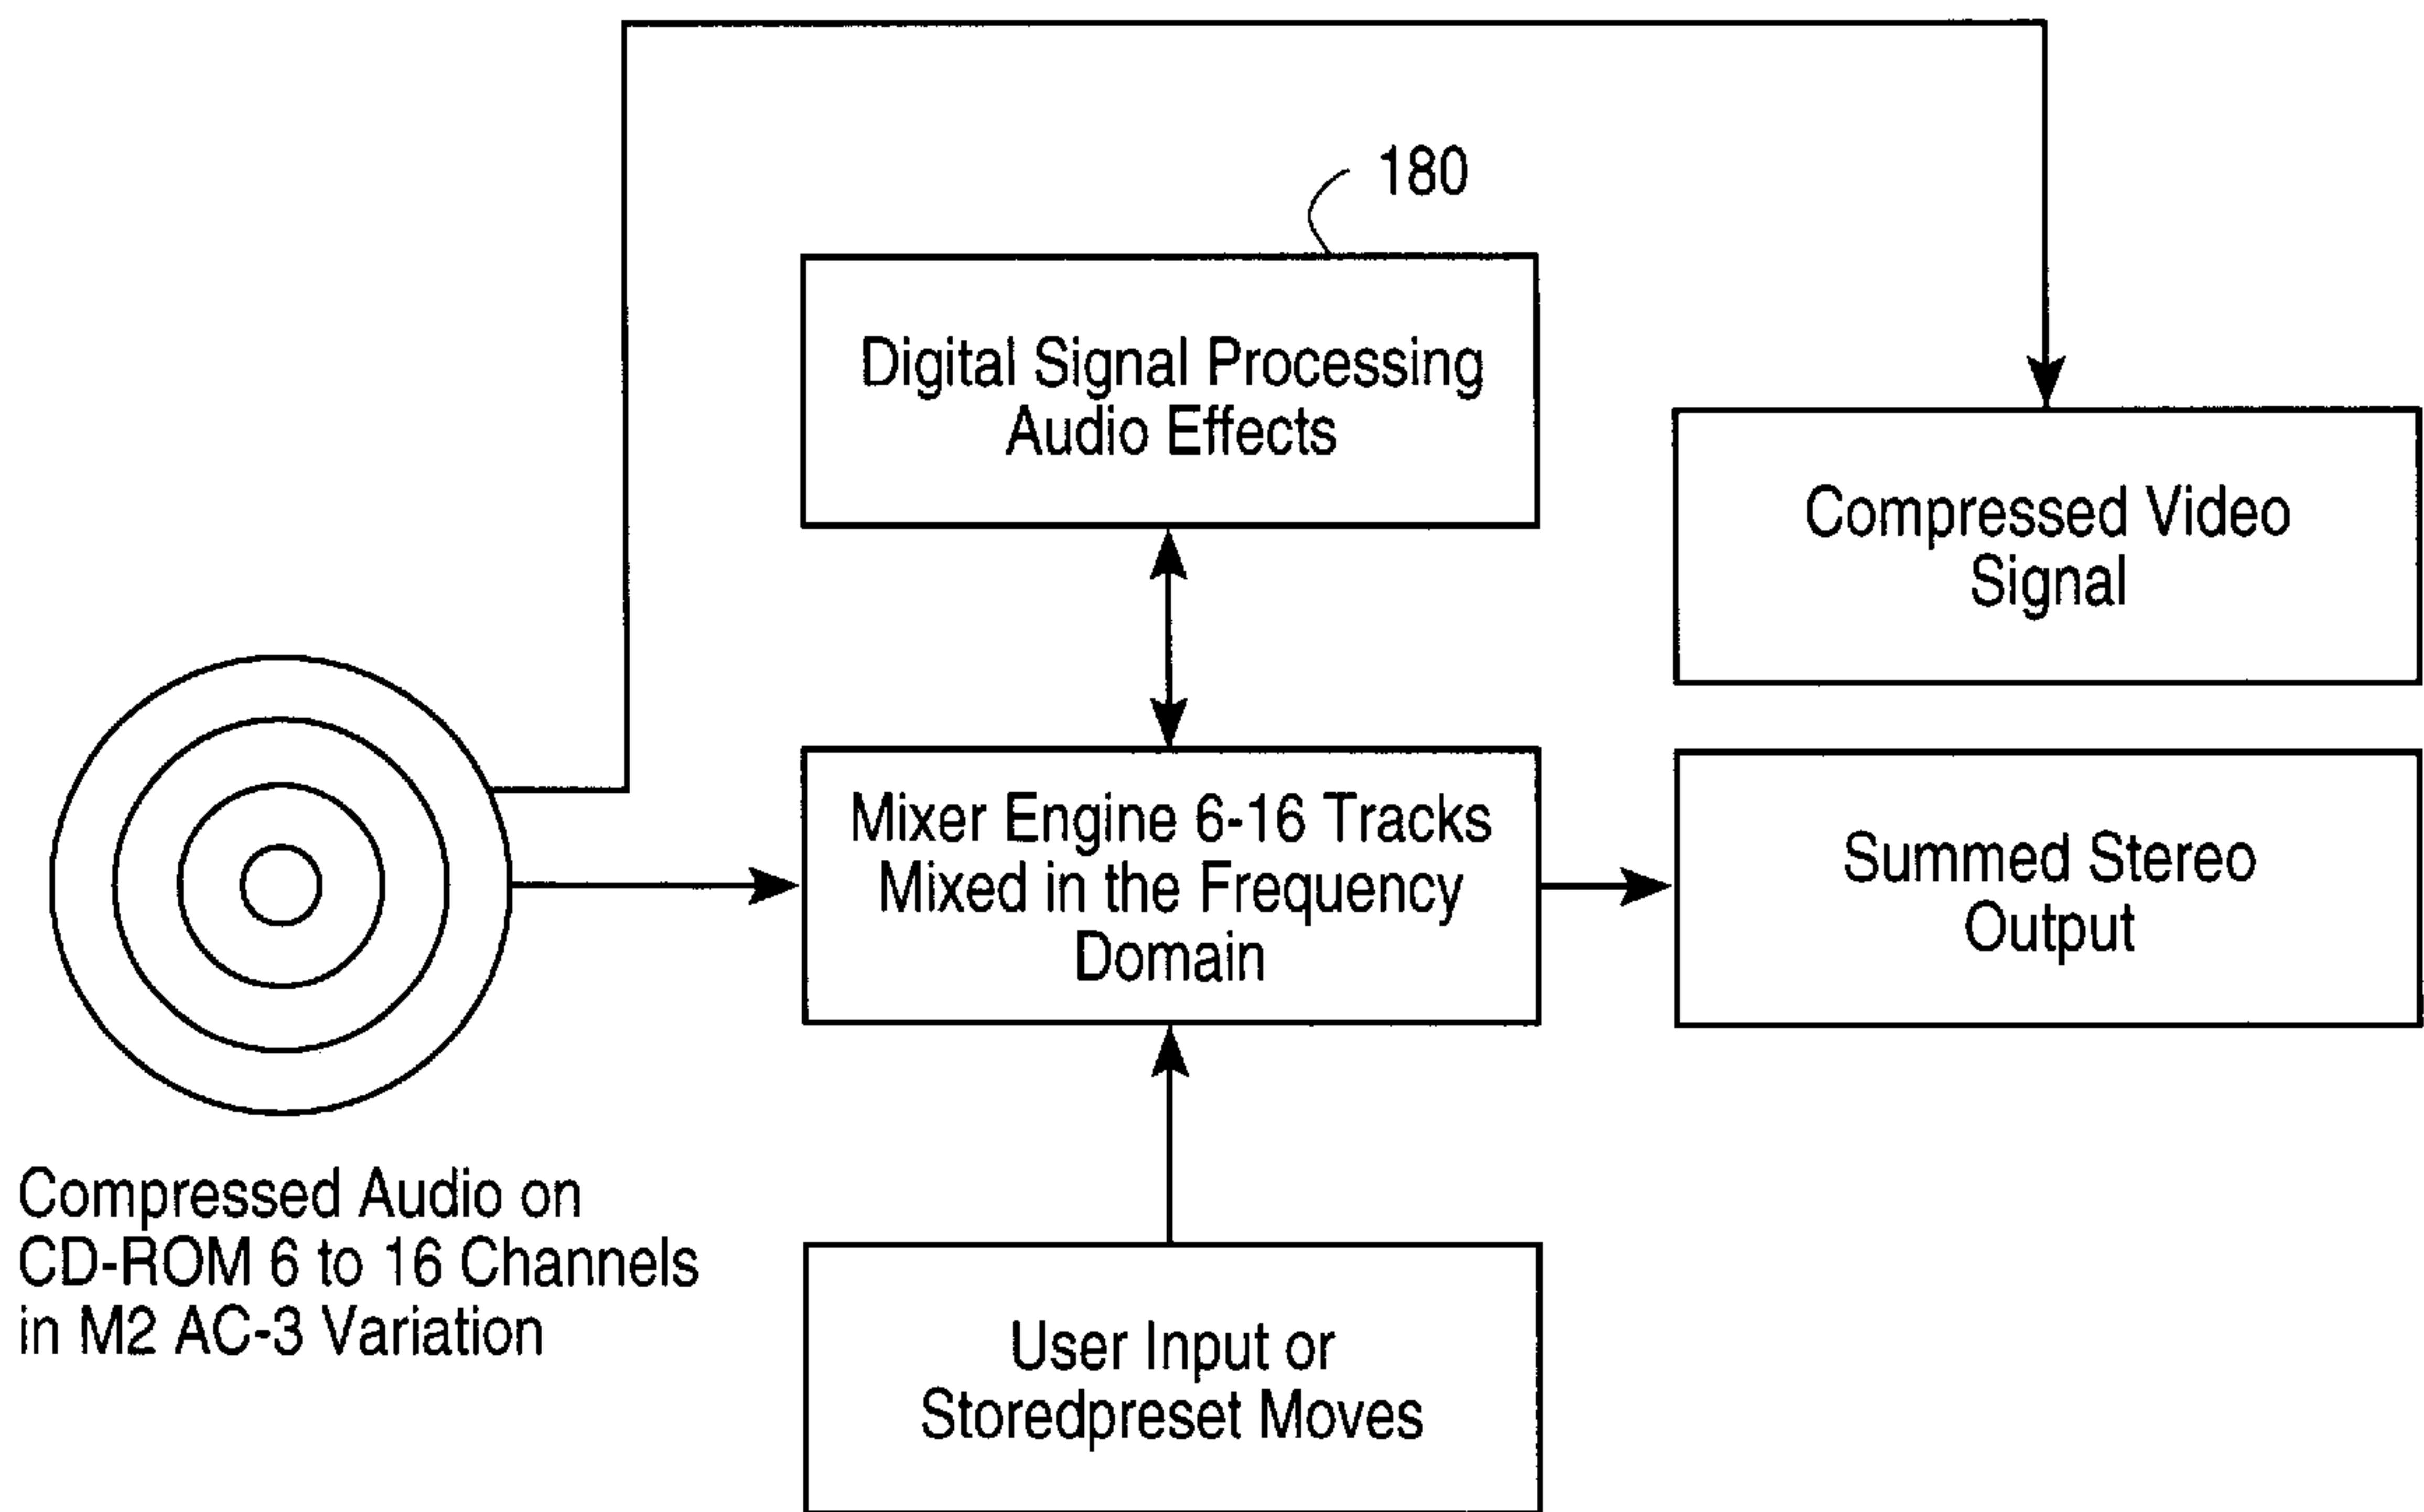 180
Digital Signal Processing
Audio Effects
Compressed Video
Signal
Mixer Engine 6-16 Tracks
Mixed in the Frequency
Domain
Summed Stereo
Output
Compressed Audio on
CD-ROM 6 to 16 Channels
in M2 AC-3 Variation
User Input or
Storedpreset Moves